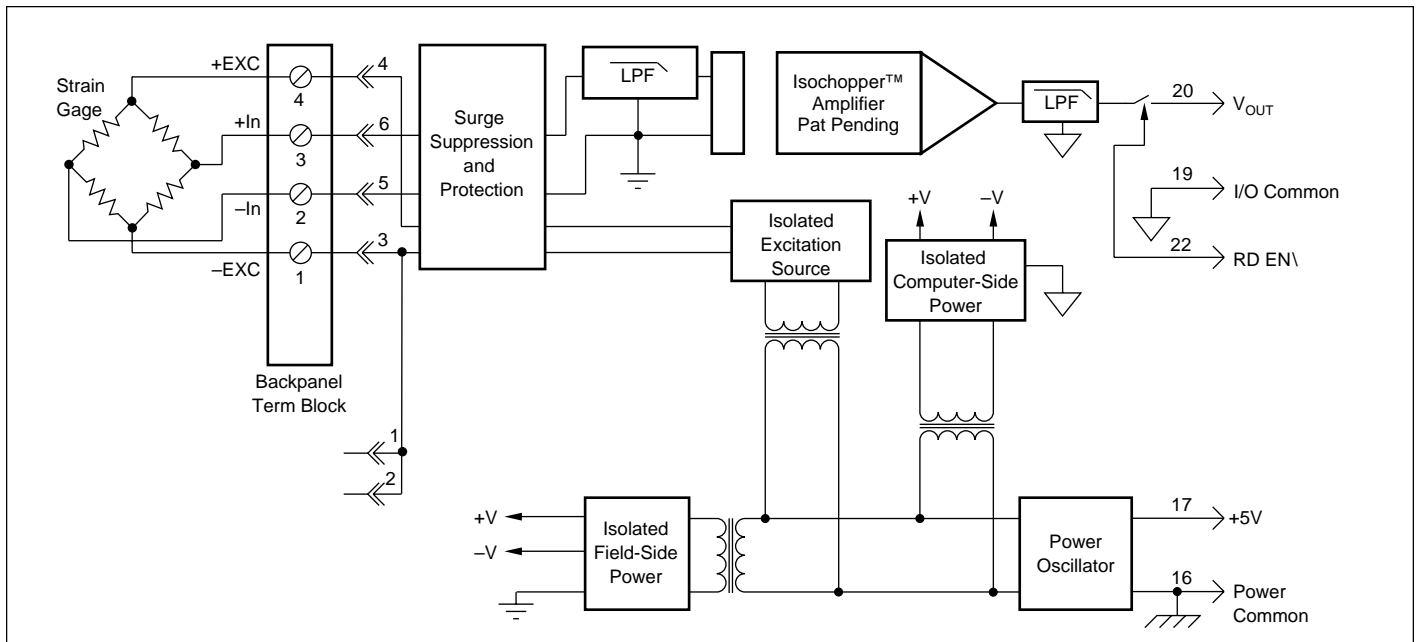 Strain
Gage
+EXC
4
4
+In
3
6
–In
2
5
–EXC
1
3
Backpanel
Term Block
1
2
Surge
Suppression
and
Protection
LPF
Isochopper™
Amplifier
Pat Pending
LPF
20
VOUT
19
I/O Common
22
RD EN\
Isolated
Excitation
Source
+V
–V
Isolated
Computer-Side
Power
+V
–V
Isolated
Field-Side
Power
Power
Oscillator
17
+5V
16
Power
Common